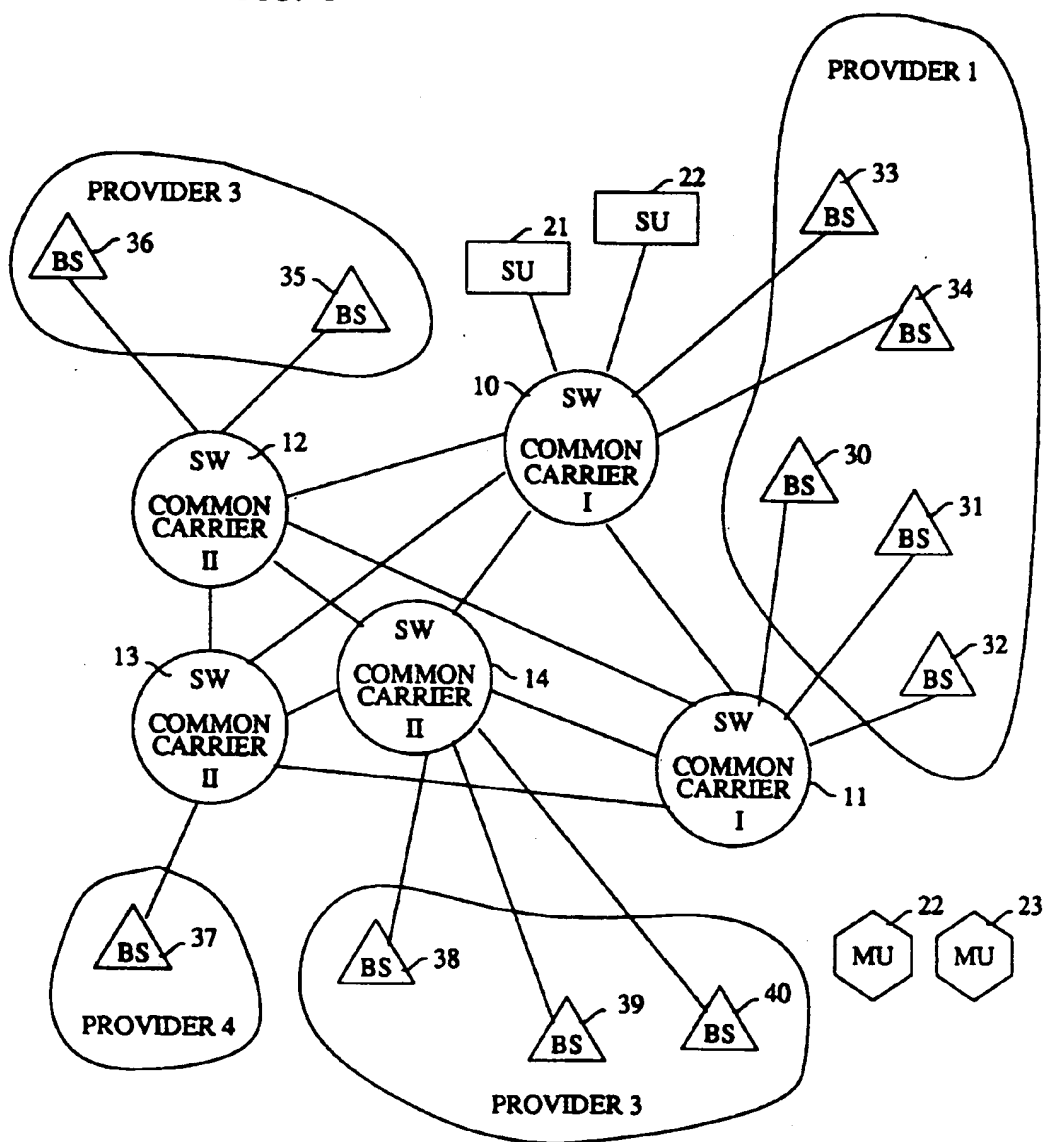 PROVIDER 1
PROVIDER 3
BS
36
35
BS
21
SU
22
SU
33
BS
34
BS
30
BS
31
BS
32
BS
10
SW
COMMON
CARRIER
I
12
SW
COMMON
CARRIER
II
13
SW
COMMON
CARRIER
II
SW
COMMON
CARRIER
II
14
SW
COMMON
CARRIER
I
11
BS
37
PROVIDER 4
BS
38
BS
39
BS
40
PROVIDER 3
22
MU
23
MU